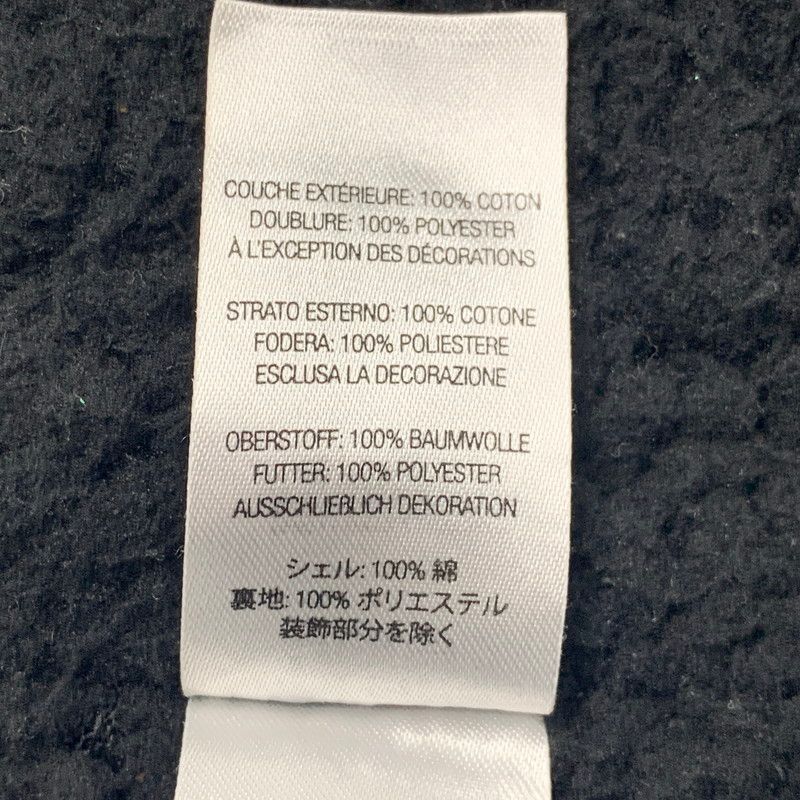 COUCHE EXTÉRIEURE: 100% COTON
DOUBLURE: 100% POLYESTER
À L'EXCEPTION DES DÉCORATIONS
STRATO ESTERNO: 100% COTONE
FODERA: 100% POLIESTERE
ESCLUSA LA DECORAZIONE
OBERSTOFF: 100% BAUMWOLLE
FUTTER: 100% POLYESTER
AUSSCHLIEßLICH DEKORATION
シェル: 100% 綿
裏地: 100% ポリエステル
装飾部分を除く